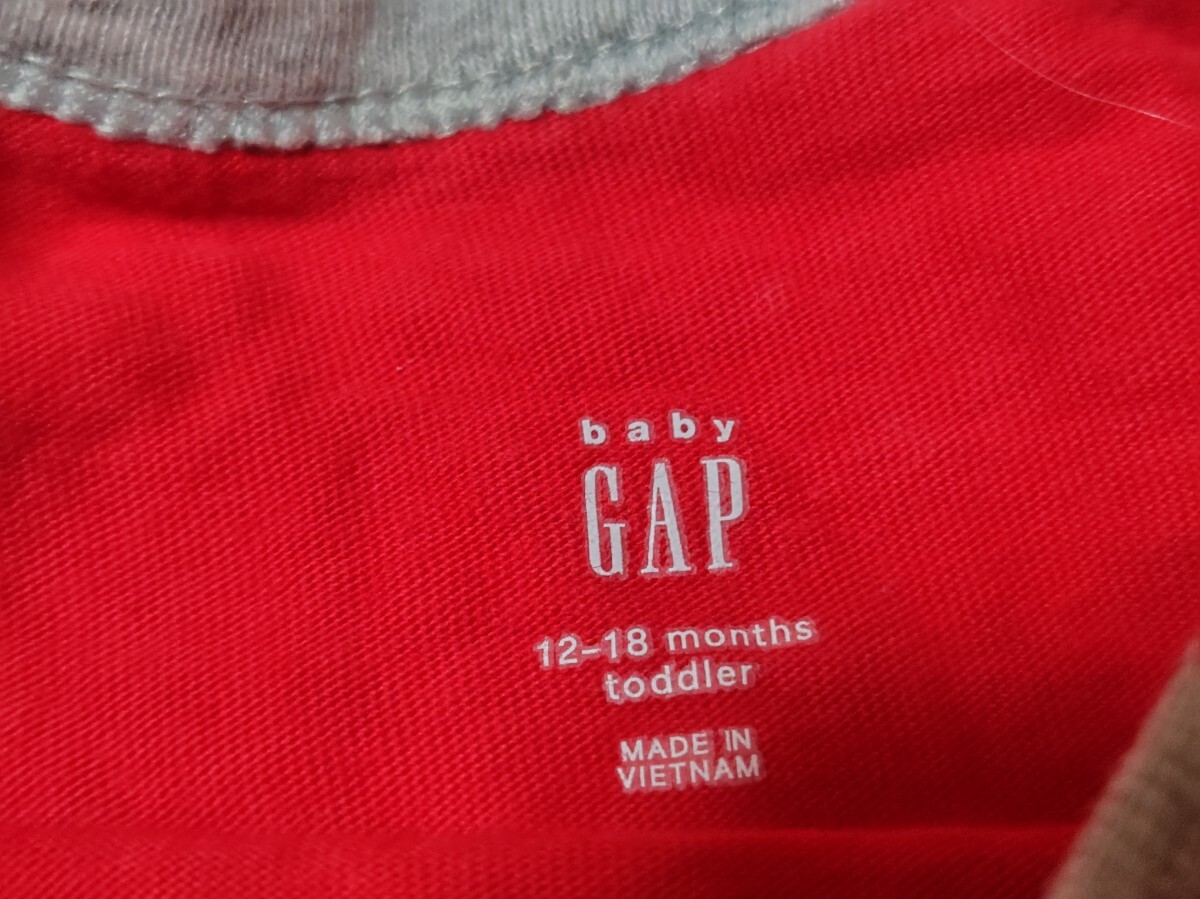 baby
GAP
12-18 months
toddler
MADE IN
VIETNAM